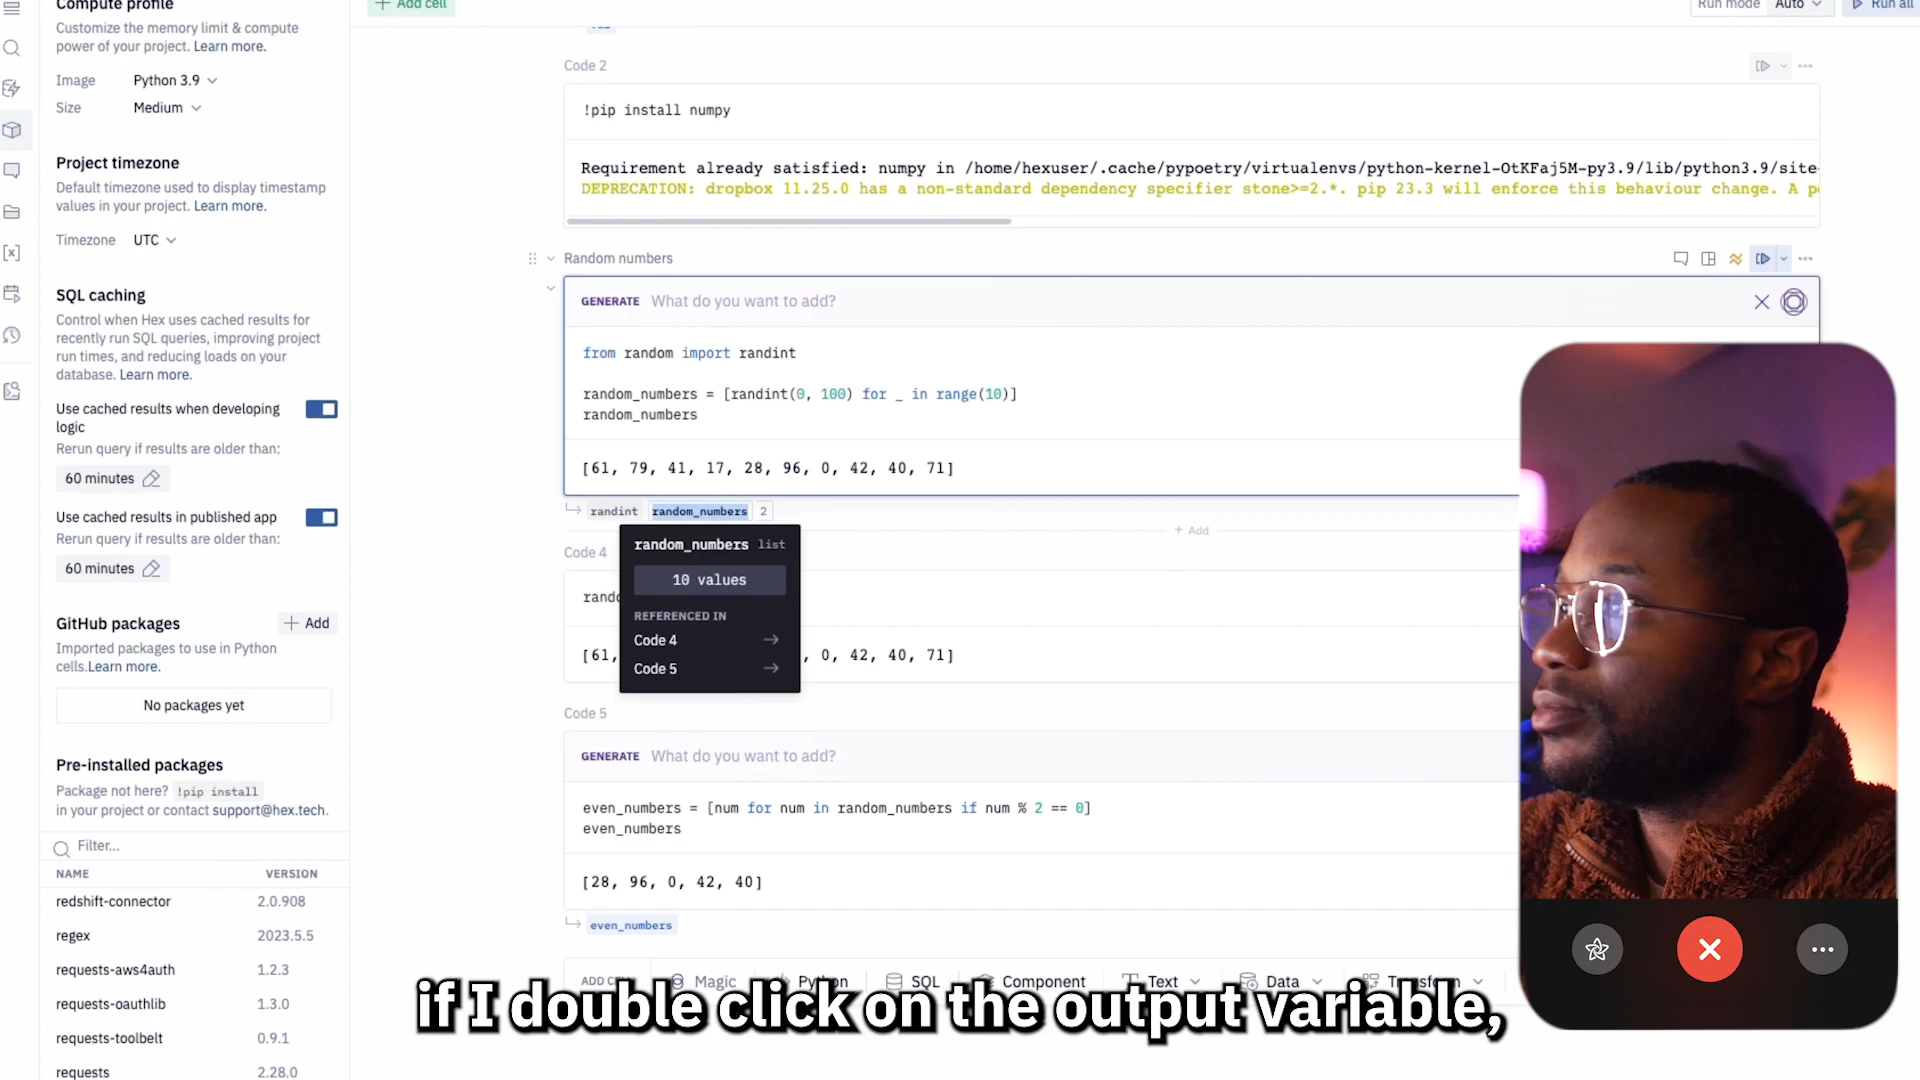 Compute profile
Customize the memory limit & compute
power of your project. Learn more.
Image Python 3.9
Size Medium
Project timezone
Default timezone used to display timestamp
values in your project. Learn more.
Timezone UTC
SQL caching
Control when Hex uses cached results for
recently run SQL queries, improving project
run times, and reducing loads on your
database. Learn more.
Use cached results when developing
logic
Rerun query if results are older than:
60 minutes
Use cached results in published app
Rerun query if results are older than:
60 minutes
GitHub packages Add
Imported packages to use in Python
cells.Learn more.
No packages yet
Pre-installed packages
Package not here? !pip install
in your project or contact support@hex.tech.
Filter...
NAME VERSION
redshift-connector 2.0.908
regex 2023.5.5
requests-aws4auth 1.2.3
requests-oauthlib 1.3.0
requests-toolbelt 0.9.1
requests 2.28.0
+ Add cell
Run mode Auto Run all
Code 2
!pip install numpy
Requirement already satisfied: numpy in /home/hexuser/.cache/pypoetry/virtualenvs/python-kernel-OtKFaj5M-py3.9/lib/python3.9/site-
DEPRECATION: dropbox 11.25.0 has a non-standard dependency specifier stone>=2.*. pip 23.3 will enforce this behaviour change. A p
Random numbers
GENERATE What do you want to add?
from random import randint
random_numbers = [randint(0, 100) for _ in range(10)]
random_numbers
[61, 79, 41, 17, 28, 96, 0, 42, 40, 71]
randint random_numbers 2
+ Add
random_numbers list
10 values
REFERENCED IN
Code 4 →
Code 5 →
Code 4
rand
[61, , 0, 42, 40, 71]
Code 5
GENERATE What do you want to add?
even_numbers = [num for num in random_numbers if num % 2 == 0]
even_numbers
[28, 96, 0, 42, 40]
even_numbers
ADD CELL Magic Python SQL Component Text Data Transform
if I double click on the output variable,